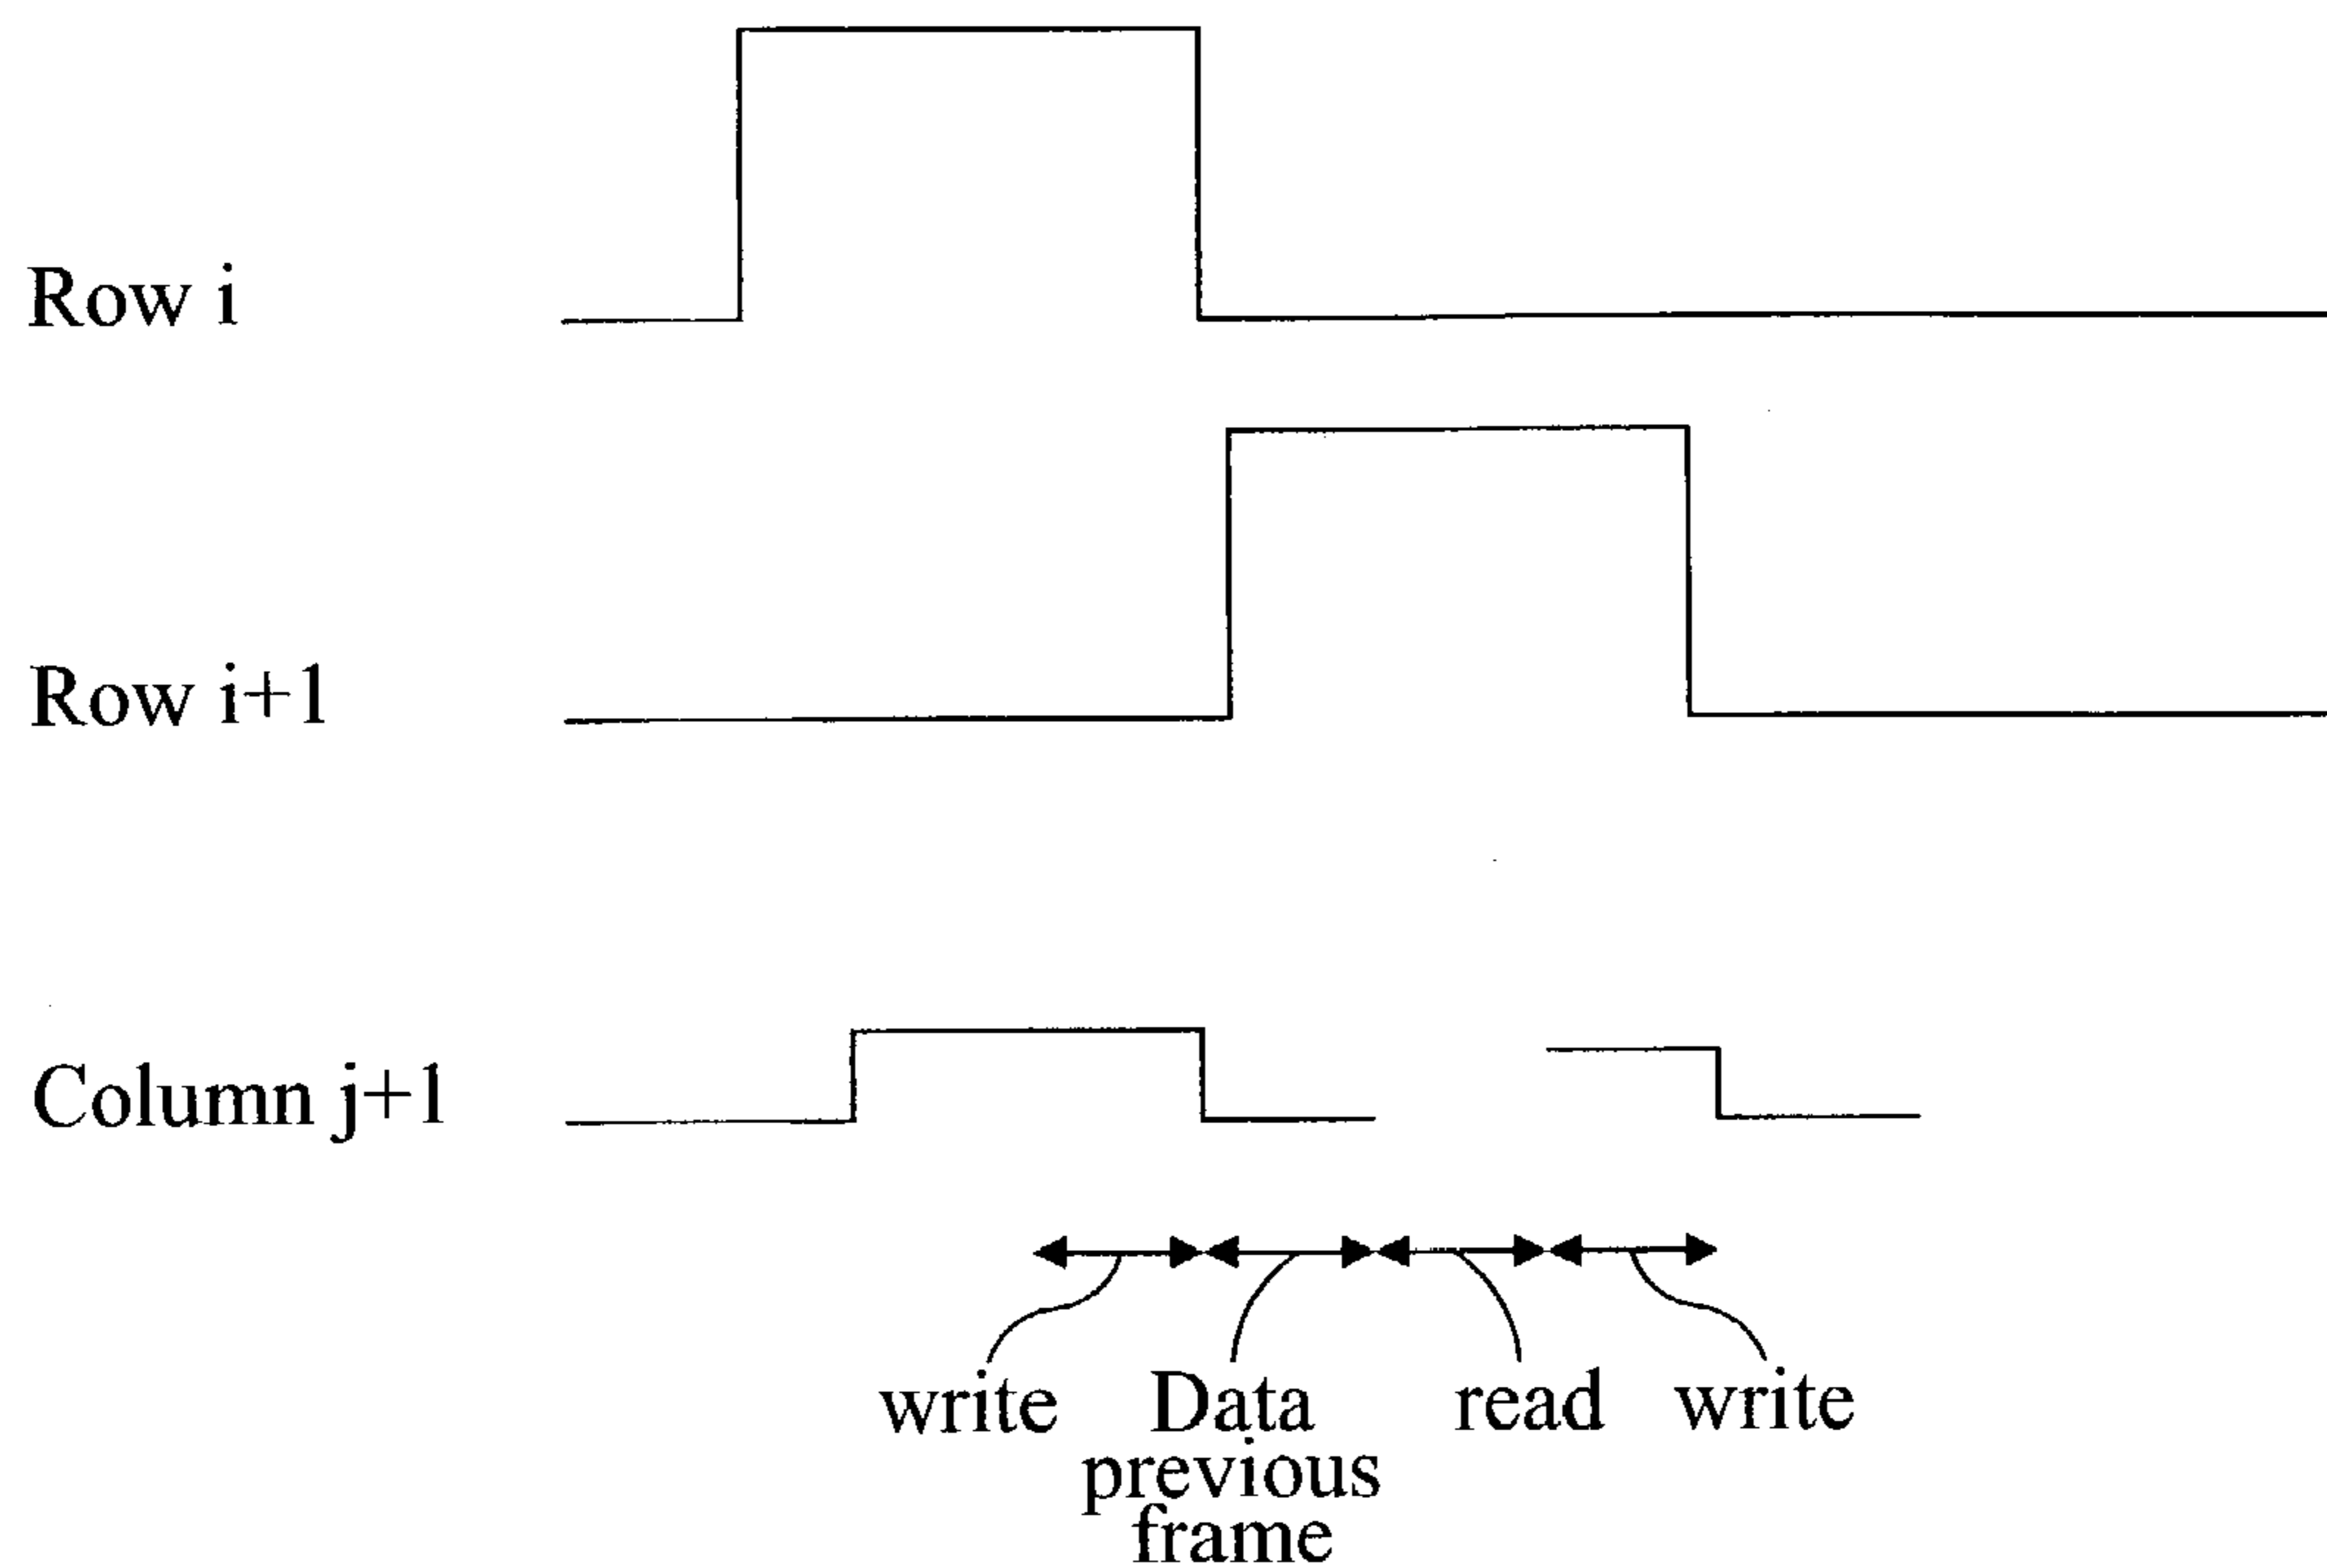 Row i
Row i+1
Column j+1
write Data read write
previous
frame